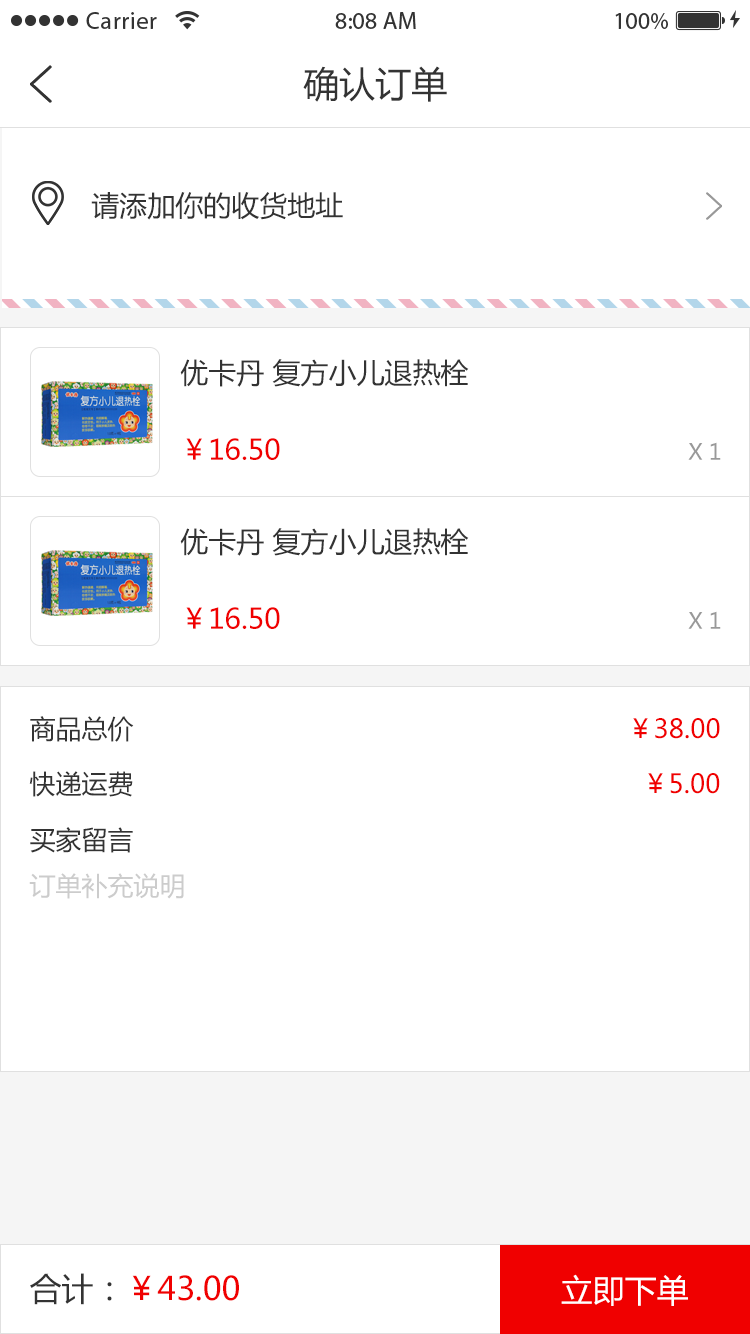 Carrier 8:08 AM 100%
确认订单
请添加你的收货地址
优卡丹 复方小儿退热栓
复方小儿退热栓
¥ 16.50 X 1
优卡丹 复方小儿退热栓
复方小儿退热栓
¥ 16.50 X 1
商品总价 ¥ 38.00
快递运费 ¥ 5.00
买家留言
订单补充说明
合计： ¥ 43.00 立即下单